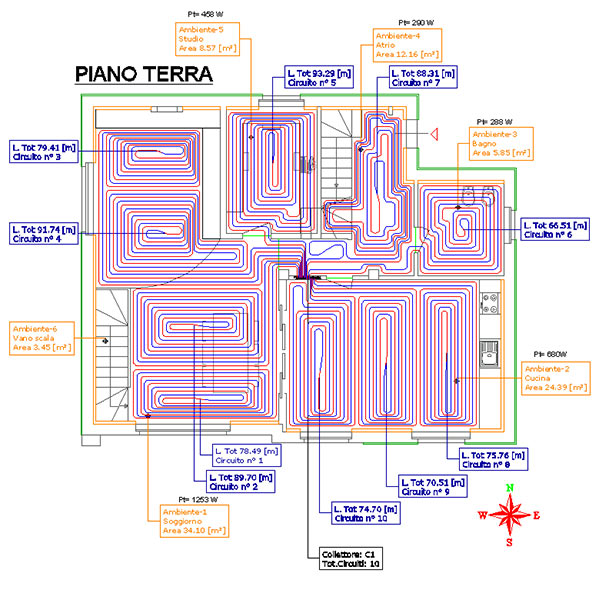 Pt= 458 W
Ambiente-5
Studio
Area 8.57 [m²]
Pt= 290 W
Ambiente-4
Atrio
Area 12.16 [m²]
PIANO TERRA
L. Tot 93.29 [m]
Circuito n° 5
L. Tot 88.31 [m]
Circuito n° 7
Pt= 288 W
Ambiente-3
Bagno
Area 5.85 [m²]
L. Tot 79.41 [m]
Circuito n° 3
L. Tot 91.74 [m]
Circuito n° 4
L. Tot 66.51 [m]
Circuito n° 6
Ambiente-6
Vano scala
Area 3.45 [m²]
Pt= 680W
Ambiente-2
Cucina
Area 24.39 [m²]
L. Tot 78.49 [m]
Circuito n° 1
L. Tot 89.70 [m]
Circuito n° 2
L. Tot 75.76 [m]
Circuito n° 8
L. Tot 70.51 [m]
Circuito n° 9
Pt= 1253 W
Ambiente-1
Soggiorno
Area 34.10 [m²]
L. Tot 74.70 [m]
Circuito n° 10
N
W E
S
Collettore: C1
Tot.Circuiti: 10